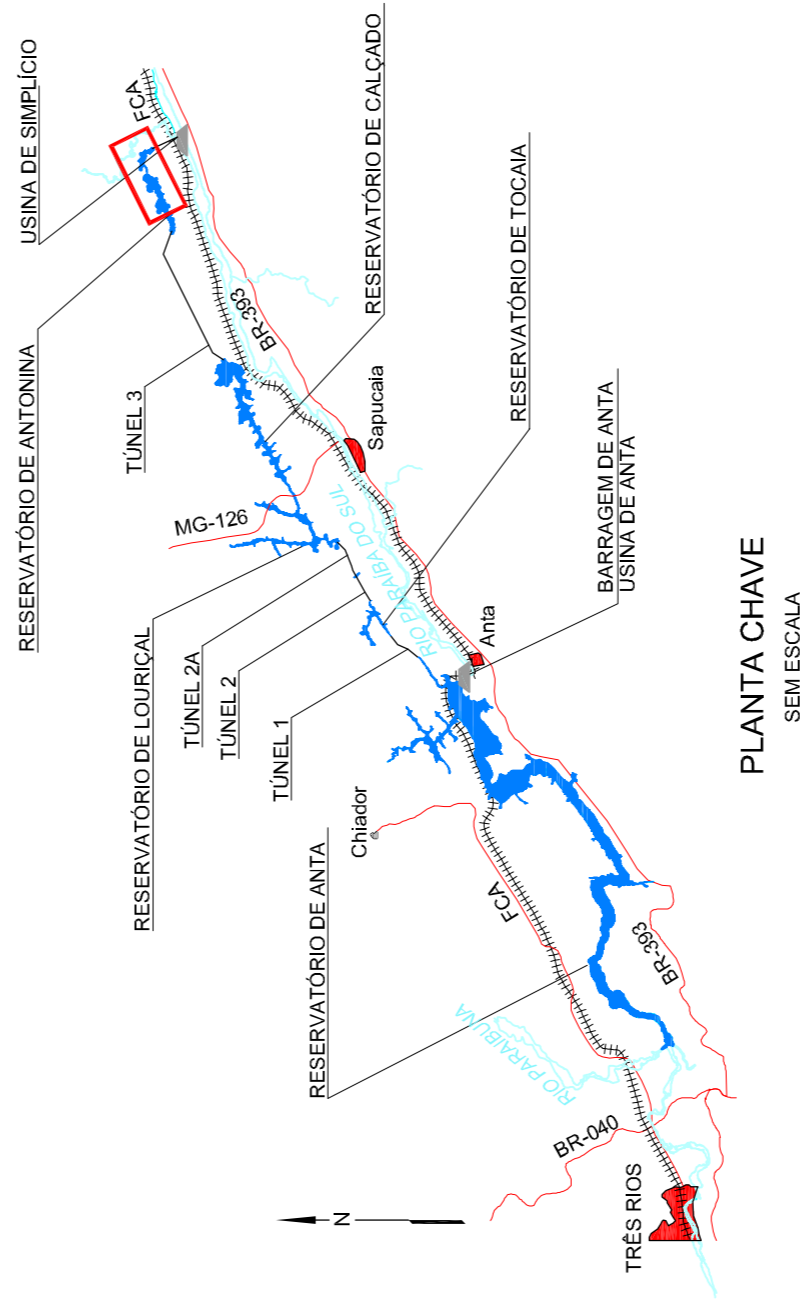 USINA DE SIMPLÍCIO
RESERVATÓRIO DE ANTONINA
FCA
TÚNEL 3
RESERVATÓRIO DE CALÇADO
BR-393
MG-126
Sapucaia
RESERVATÓRIO DE TOCAIA
RESERVATÓRIO DE LOURIÇAL
TÚNEL 2A
TÚNEL 2
TÚNEL 1
RIO PARAIBA DO SUL
Anta
BARRAGEM DE ANTA
USINA DE ANTA
Chiador
RESERVATÓRIO DE ANTA
FCA
BR-393
RIO PARAIBUNA
BR-040
TRÊS RIOS
N
PLANTA CHAVE
SEM ESCALA